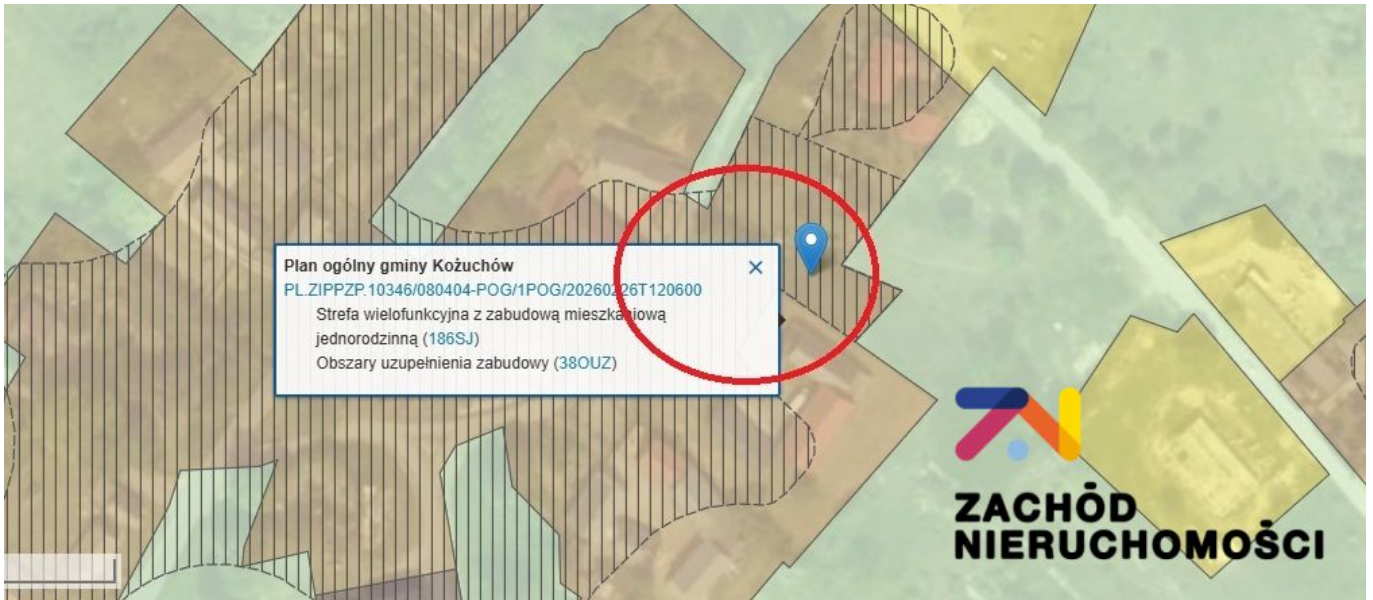 Plan ogólny gminy Kożuchów
PL.ZIPPZP.10346/080404-POG/1POG/20260226T120600
Strefa wielofunkcyjna z zabudową mieszkaniową
jednorodzinną (186SJ)
Obszary uzupełnienia zabudowy (38OUZ)
ZACHÓD
NIERUCHOMOŚCI